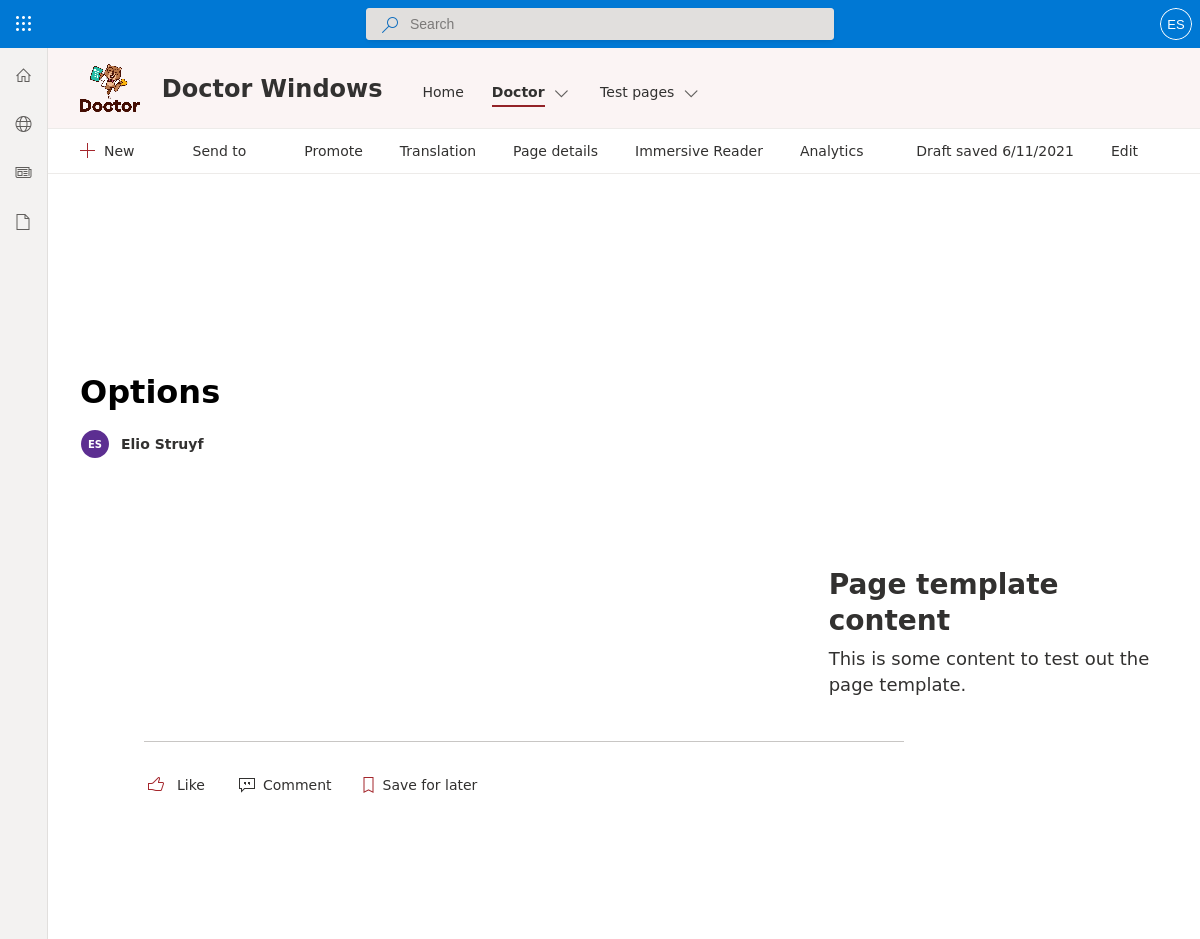 Search
ES
Doctor
Doctor Windows
Home Doctor Test pages
New Send to Promote Translation Page details Immersive Reader Analytics Draft saved 6/11/2021 Edit
Options
ES Elio Struyf
Page template
content
This is some content to test out the
page template.
Like Comment Save for later